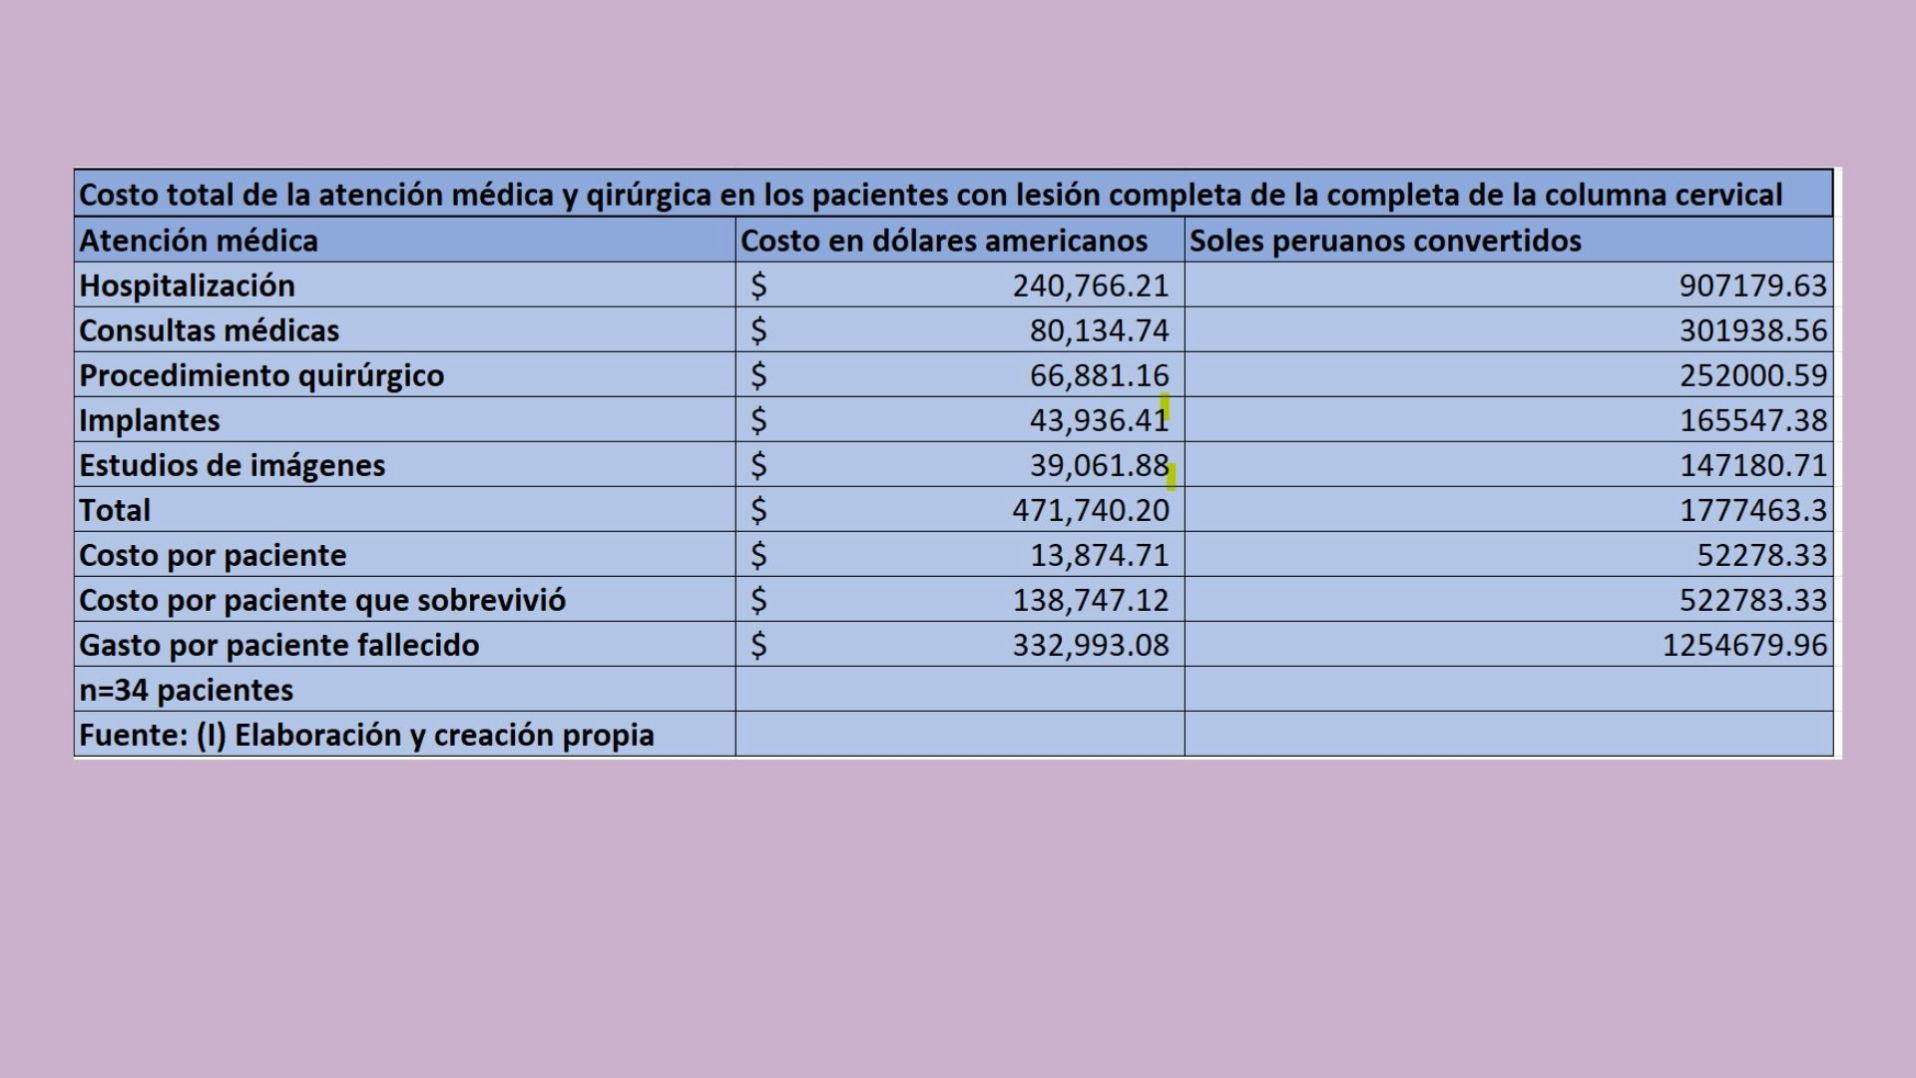 Costo total de la atención médica y qirúrgica en los pacientes con lesión completa de la completa de la columna cervical
Atención médica Costo en dólares americanos Soles peruanos convertidos
Hospitalización $ 240,766.21 907179.63
Consultas médicas $ 80,134.74 301938.56
Procedimiento quirúrgico $ 66,881.16 252000.59
Implantes $ 43,936.41 165547.38
Estudios de imágenes $ 39,061.88 147180.71
Total $ 471,740.20 1777463.3
Costo por paciente $ 13,874.71 52278.33
Costo por paciente que sobrevivió $ 138,747.12 522783.33
Gasto por paciente fallecido $ 332,993.08 1254679.96
n=34 pacientes
Fuente: (I) Elaboración y creación propia